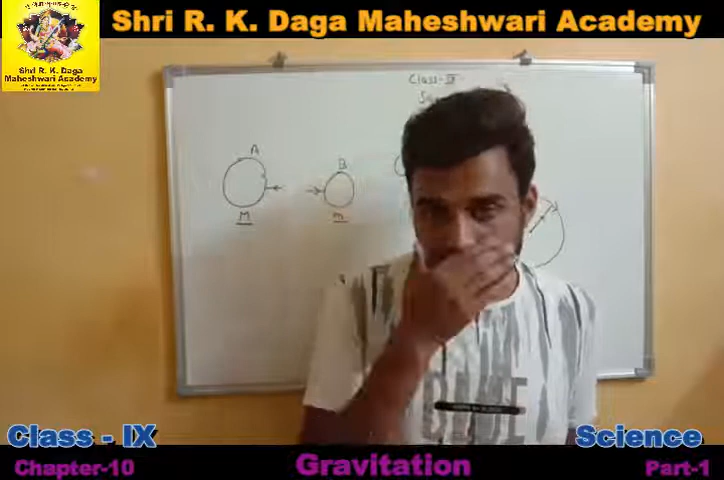 Shri R. K. Daga Maheshwari Academy
Shri R. K. Daga
Maheshwari Academy
Class-IX
A
B
M
m
Class - IX
Science
Chapter-10
Gravitation
Part-1